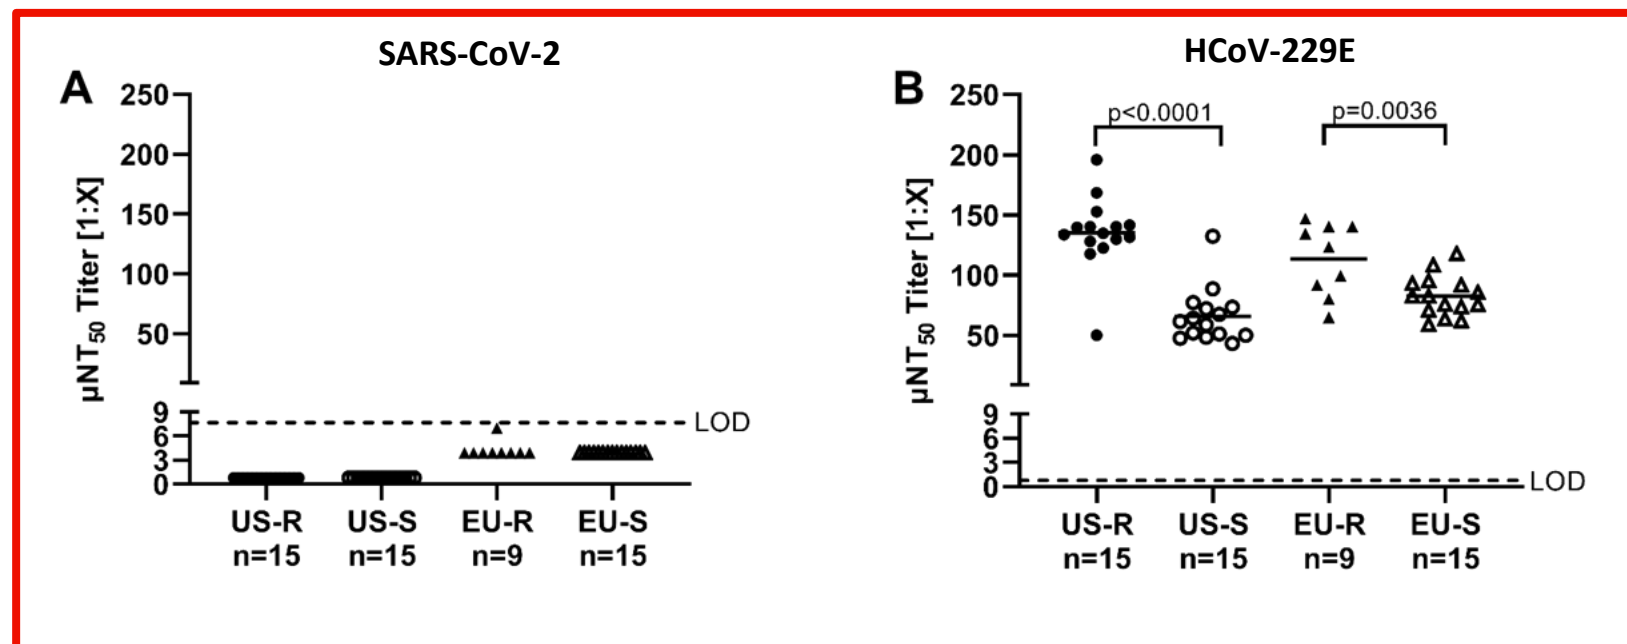 SARS-CoV-2
A
µNT50 Titer [1:X]
250
200
150
100
50
9
6
3
0
LOD
US-R US-S EU-R EU-S
n=15 n=15 n=9 n=15
HCoV-229E
B
µNT50 Titer [1:X]
250
200
150
100
50
9
6
3
0
p<0.0001 p=0.0036
LOD
US-R US-S EU-R EU-S
n=15 n=15 n=9 n=15